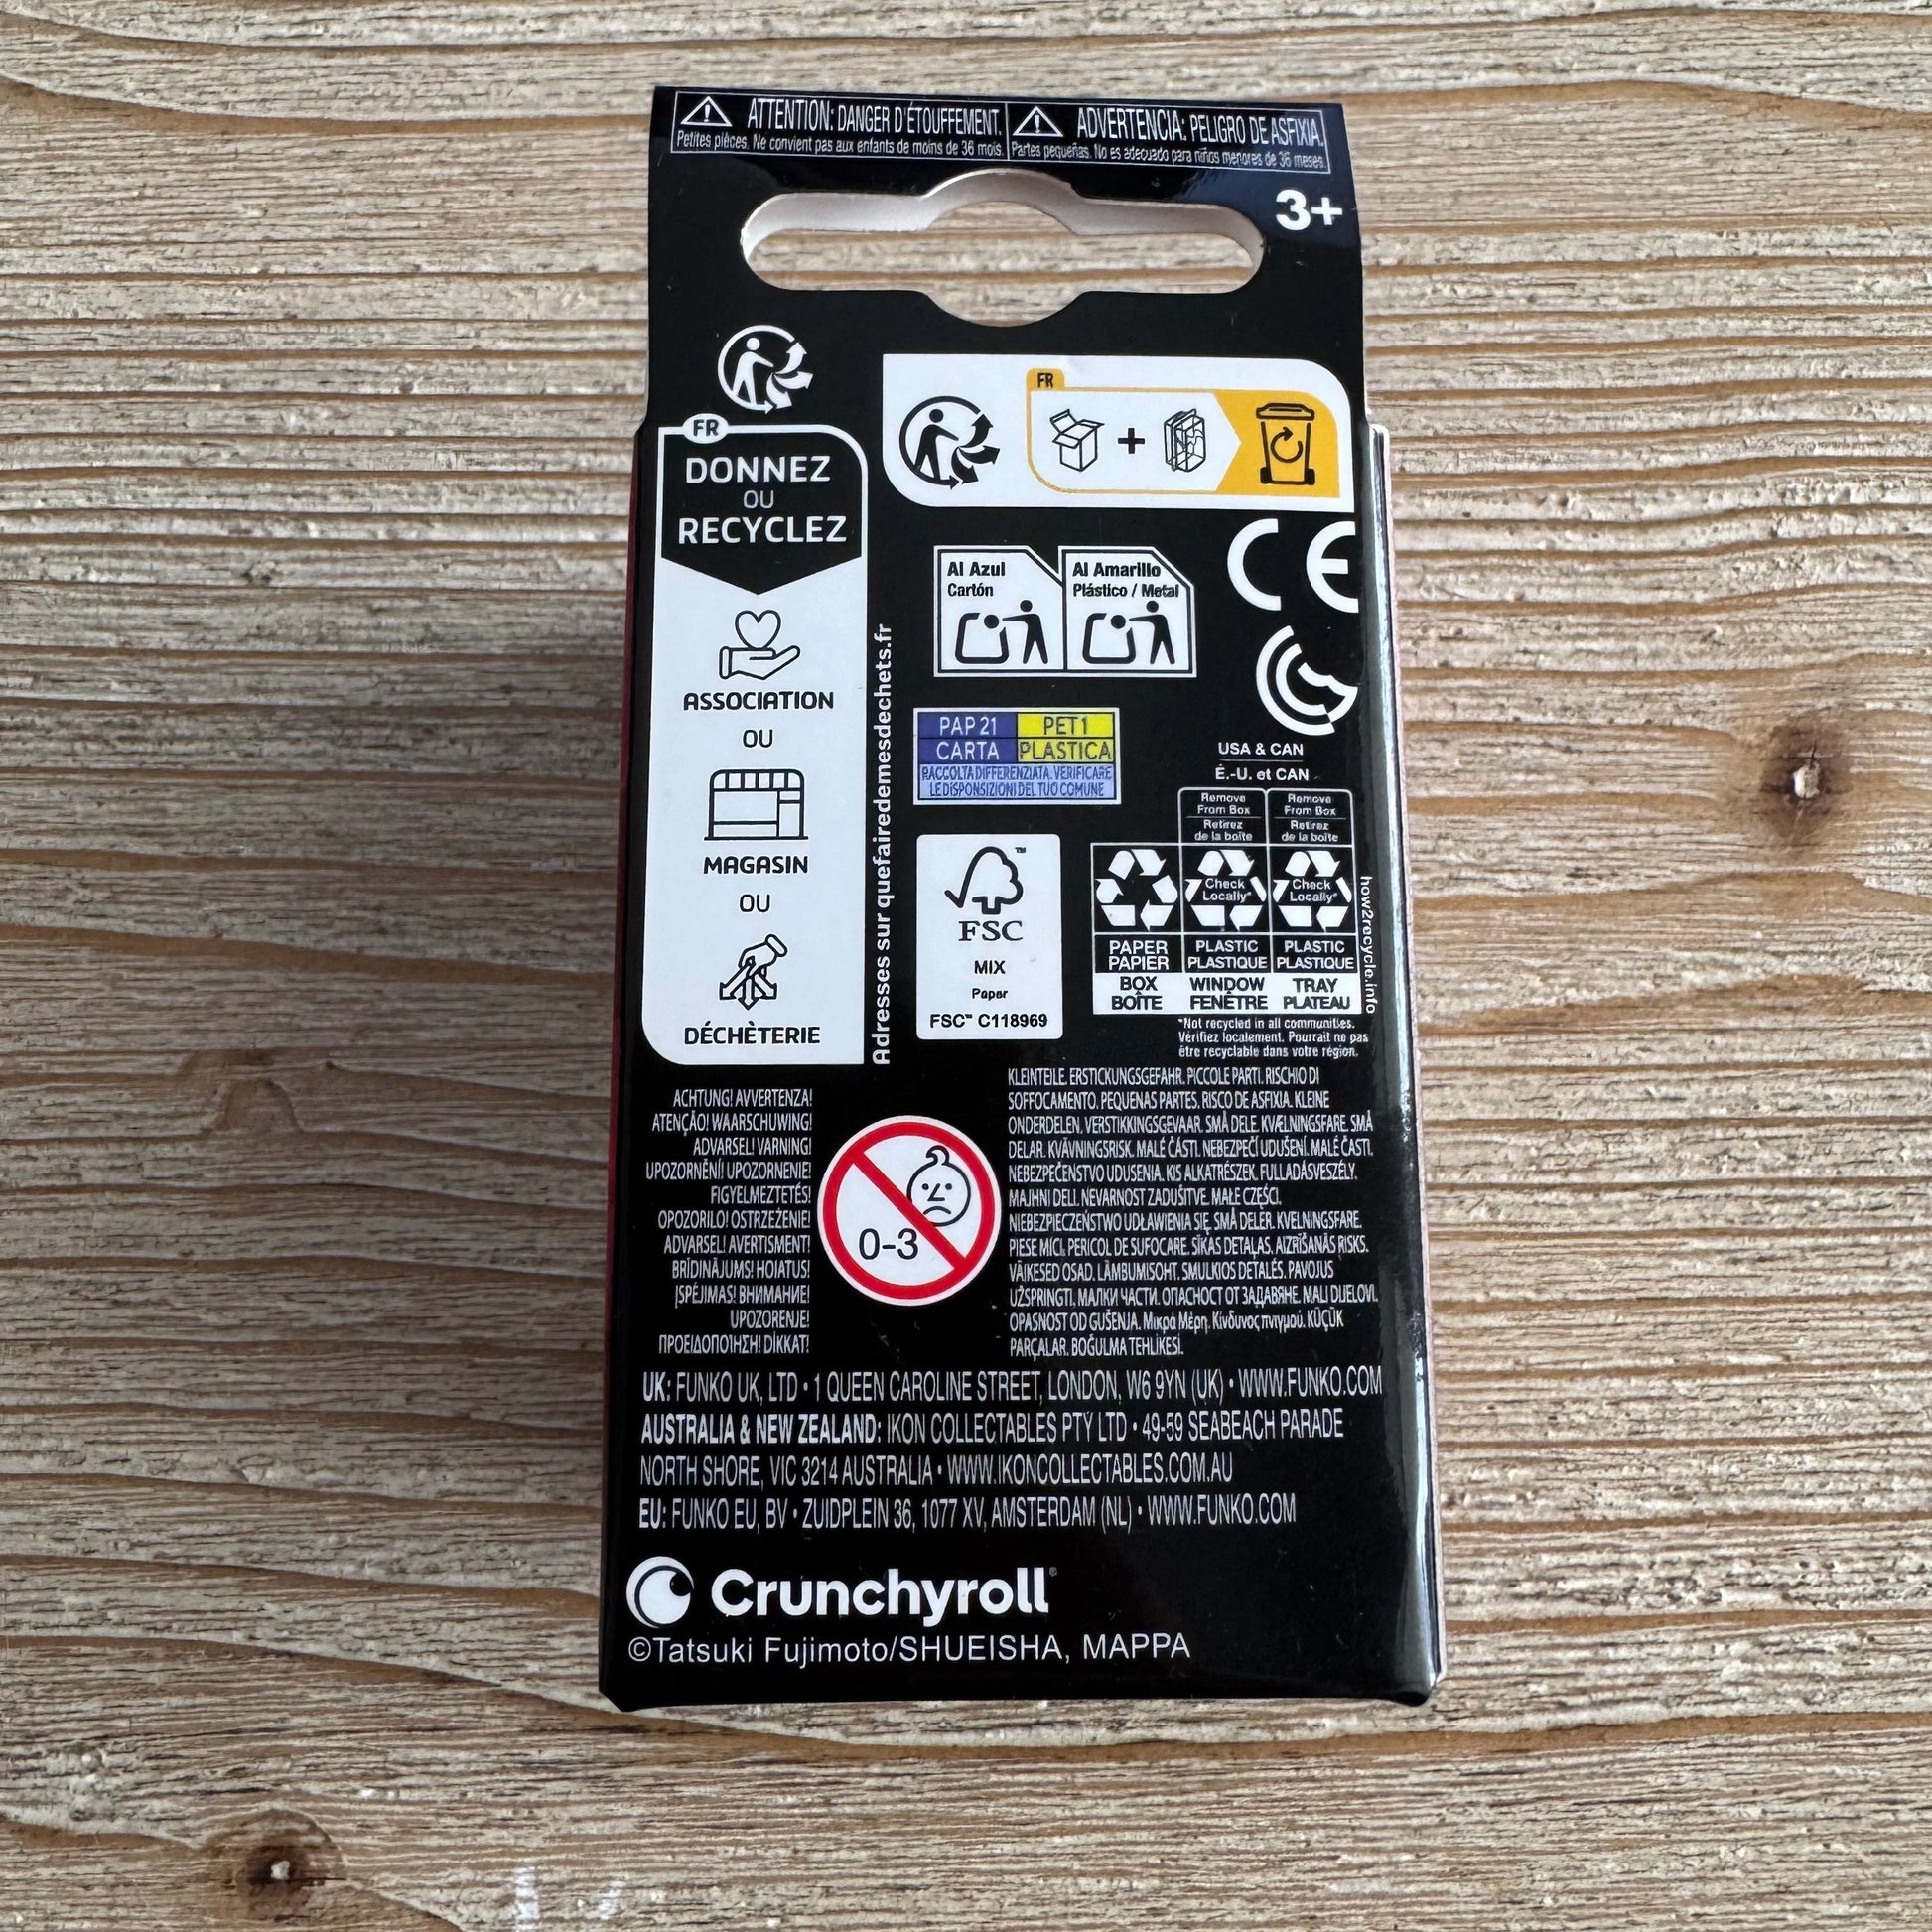 ATTENTION: DANGER D'ÉTOUFFEMENT.
Petites pièces. Ne convient pas aux enfants de moins de 36 mois.
ADVERTENCIA: PELIGRO DE ASFIXIA.
Partes pequeñas. No es adecuado para niños menores de 36 meses.
3+
FR
DONNEZ
OU
RECYCLEZ
ASSOCIATION
OU
MAGASIN
OU
DÉCHÈTERIE
Adresses sur quefairedemesdechets.fr
FR
+
CE
Al Azul
Cartón
Al Amarillo
Plástico / Metal
PAP 21
CARTA
PET 1
PLASTICA
RACCOLTA DIFFERENZIATA. VERIFICARE
LE DISPOSIZIONI DEL TUO COMUNE
USA & CAN
É.-U. et CAN
Remove
From Box
Retirez
de la boîte
Remove
From Box
Retirez
de la boîte
Check
Locally*
Check
Locally*
PAPER
PAPIER
PLASTIC
PLASTIQUE
PLASTIC
PLASTIQUE
BOX
BOÎTE
WINDOW
FENÊTRE
TRAY
PLATEAU
how2recycle.info
*Not recycled in all communities.
Vérifiez localement. Pourrait ne pas
être recyclable dans votre région.
™
FSC
MIX
Paper
FSC™ C118969
ACHTUNG! AVVERTENZA!
ATENÇÃO! WAARSCHUWING!
ADVARSEL! VARNING!
UPOZORNĚNÍ! UPOZORNENIE!
FIGYELMEZTETÉS!
OPOZORILO! OSTRZEŻENIE!
ADVARSEL! AVERTISMENT!
BRĪDINĀJUMS! HOIATUS!
ĮSPĖJIMAS! ВНИМАНИЕ!
UPOZORENJE!
ΠΡΟΕΙΔΟΠΟΙΗΣΗ! DİKKAT!
0-3
KLEINTEILE. ERSTICKUNGSGEFAHR. PICCOLE PARTI. RISCHIO DI
SOFFOCAMENTO. PEQUENAS PARTES. RISCO DE ASFIXIA. KLEINE
ONDERDELEN. VERSTIKKINGSGEVAAR. SMÅ DELE. KVÆLNINGSFARE. SMÅ
DELAR. KVÄVNINGSRISK. MALÉ ČÁSTI. NEBEZPEČÍ UDUŠENÍ. MALÉ ČASTI.
NEBEZPEČENSTVO UDUSENIA. KIS ALKATRÉSZEK. FULLADÁSVESZÉLY.
MAJHNI DELI. NEVARNOST ZADUŠITVE. MAŁE CZĘŚCI.
NIEBEZPIECZEŃSTWO UDŁAWIENIA SIĘ. SMÅ DELER. KVELNINGSFARE.
PIESE MICI. PERICOL DE SUFOCARE. SĪKAS DETAĻAS. AIZRĪŠANĀS RISKS.
VÄIKESED OSAD. LÄMBUMISOHT. SMULKIOS DETALĖS. PAVOJUS
UŽSPRINGTI. МАЛКИ ЧАСТИ. ОПАСНОСТ ОТ ЗАДАВЯНЕ. MALI DIJELOVI.
OPASNOST OD GUŠENJA. Μικρά Μέρη. Κίνδυνος πνιγμού. KÜÇÜK
PARÇALAR. BOĞULMA TEHLİKESİ.
UK: FUNKO UK, LTD • 1 QUEEN CAROLINE STREET, LONDON, W6 9YN (UK) • WWW.FUNKO.COM
AUSTRALIA & NEW ZEALAND: IKON COLLECTABLES PTY LTD • 49-59 SEABEACH PARADE
NORTH SHORE, VIC 3214 AUSTRALIA • WWW.IKONCOLLECTABLES.COM.AU
EU: FUNKO EU, BV • ZUIDPLEIN 36, 1077 XV, AMSTERDAM (NL) • WWW.FUNKO.COM
Crunchyroll®
©Tatsuki Fujimoto/SHUEISHA, MAPPA